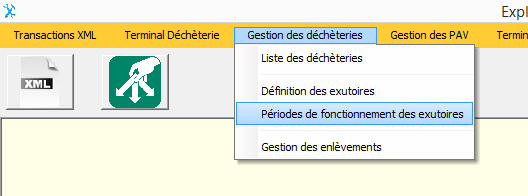 Expl
Transactions XML Terminal Déchèterie Gestion des déchèteries Gestion des PAV Termin
Liste des déchèteries
XML
Définition des exutoires
Périodes de fonctionnement des exutoires
Gestion des enlèvements